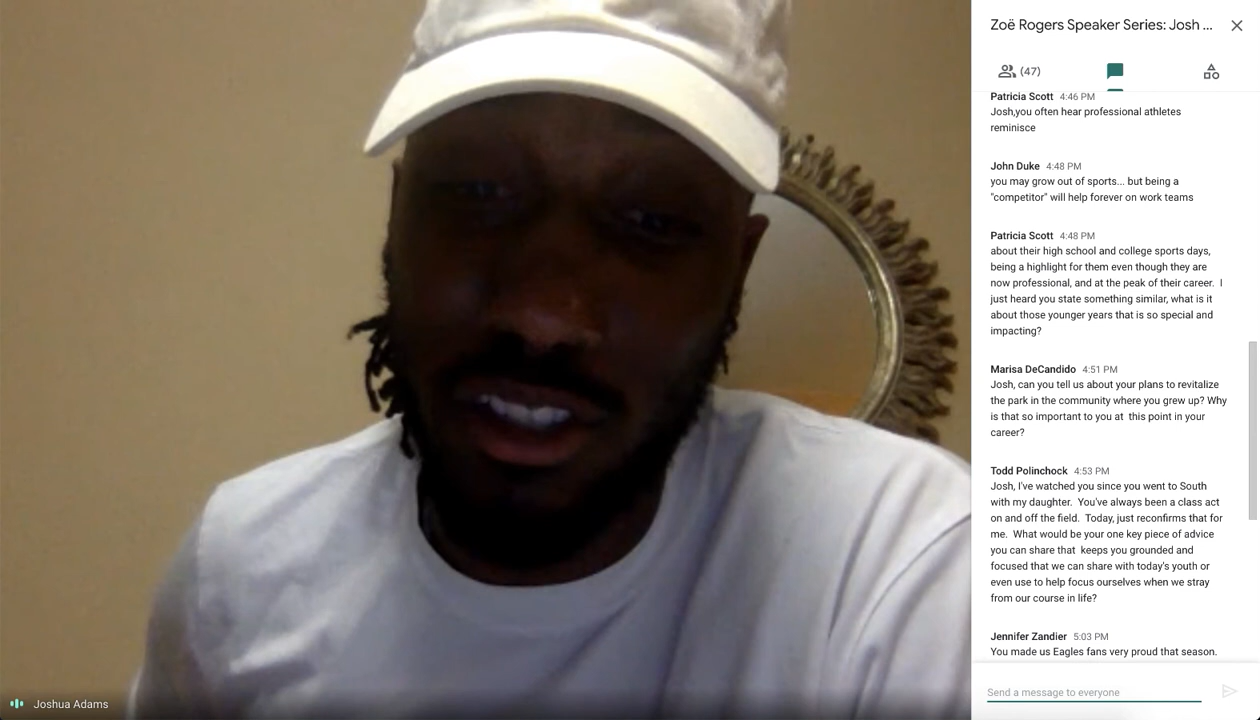 Zoë Rogers Speaker Series: Josh ...
(47)
Patricia Scott 4:46 PM
Josh,you often hear professional athletes
reminisce
John Duke 4:48 PM
you may grow out of sports... but being a
"competitor" will help forever on work teams
Patricia Scott 4:48 PM
about their high school and college sports days,
being a highlight for them even though they are
now professional, and at the peak of their career.  I
just heard you state something similar, what is it
about those younger years that is so special and
impacting?
Marisa DeCandido 4:51 PM
Josh, can you tell us about your plans to revitalize
the park in the community where you grew up? Why
is that so important to you at  this point in your
career?
Todd Polinchock 4:53 PM
Josh, I've watched you since you went to South
with my daughter.  You've always been a class act
on and off the field.  Today, just reconfirms that for
me.  What would be your one key piece of advice
you can share that  keeps you grounded and
focused that we can share with today's youth or
even use to help focus ourselves when we stray
from our course in life?
Jennifer Zandier 5:03 PM
You made us Eagles fans very proud that season.
Send a message to everyone
Joshua Adams